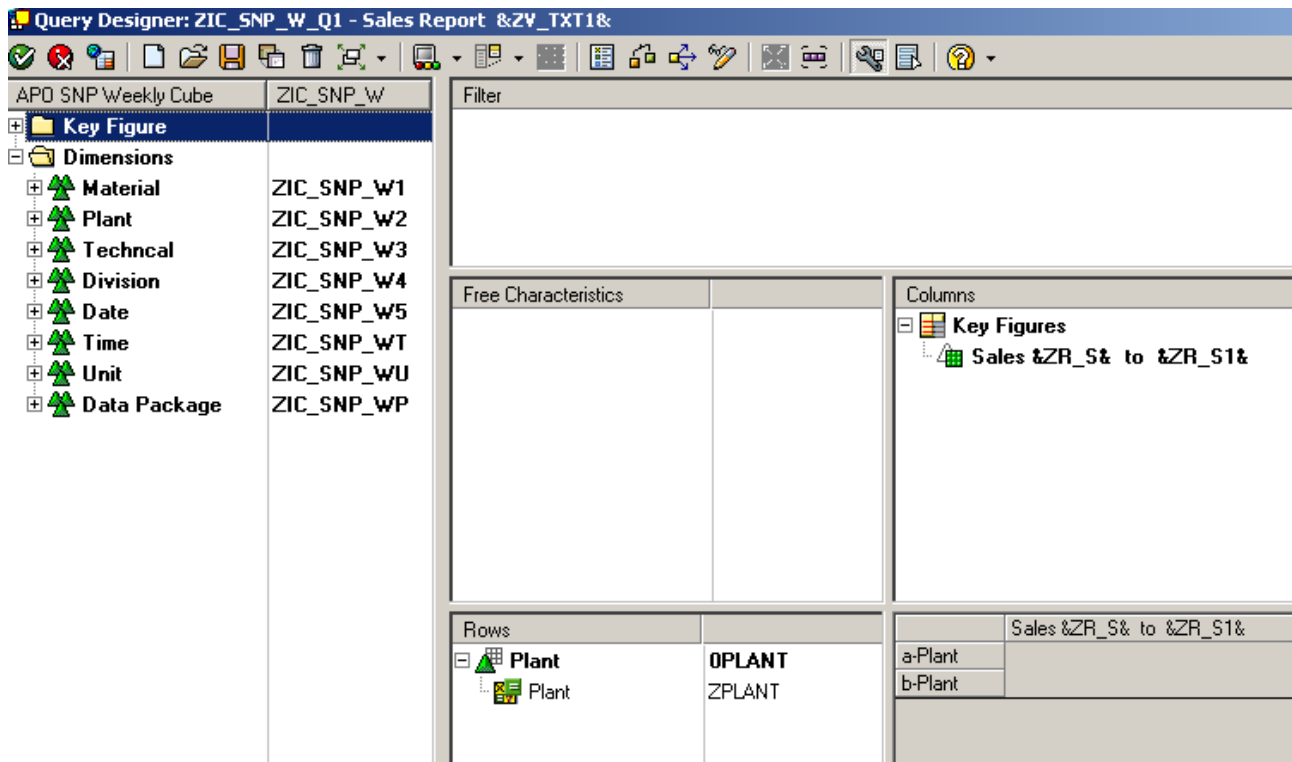 Query Designer: ZIC_SNP_W_Q1 - Sales Report &ZV_TXT1&
APO SNP Weekly Cube ZIC_SNP_W
Key Figure
Dimensions
Material ZIC_SNP_W1
Plant ZIC_SNP_W2
Techncal ZIC_SNP_W3
Division ZIC_SNP_W4
Date ZIC_SNP_W5
Time ZIC_SNP_WT
Unit ZIC_SNP_WU
Data Package ZIC_SNP_WP
Filter
Free Characteristics
Columns
Key Figures
Sales &ZR_S& to &ZR_S1&
Rows
Plant 0PLANT
Plant ZPLANT
Sales &ZR_S& to &ZR_S1&
a-Plant
b-Plant